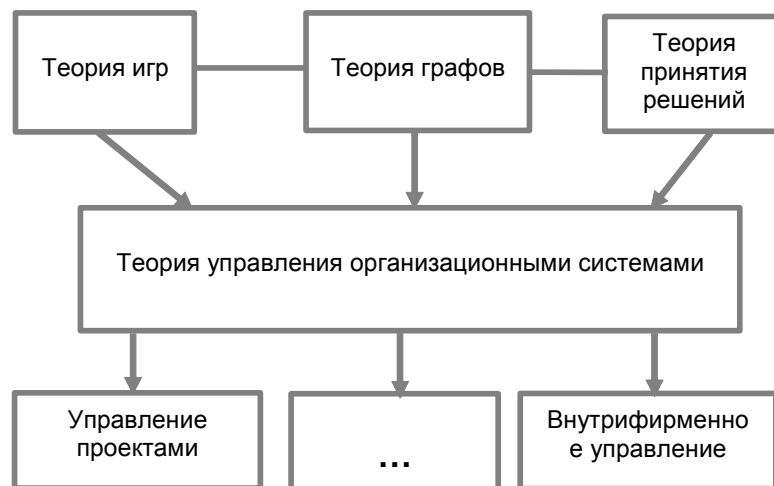 Теория игр
Теория графов
Теория
принятия
решений
Теория управления организационными системами
Управление
проектами
...
Внутрифирменно
е управление